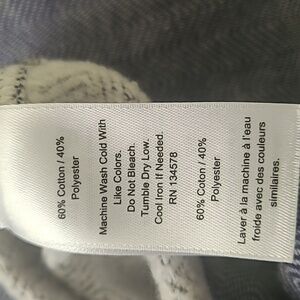 60% Cotton / 40%
Polyester
Machine Wash Cold With
Like Colors.
Do Not Bleach.
Tumble Dry Low.
Cool Iron If Needed.
RN 134578
60% Coton / 40%
Polyester
Laver à la machine à l'eau
froide avec des couleurs
similaires.